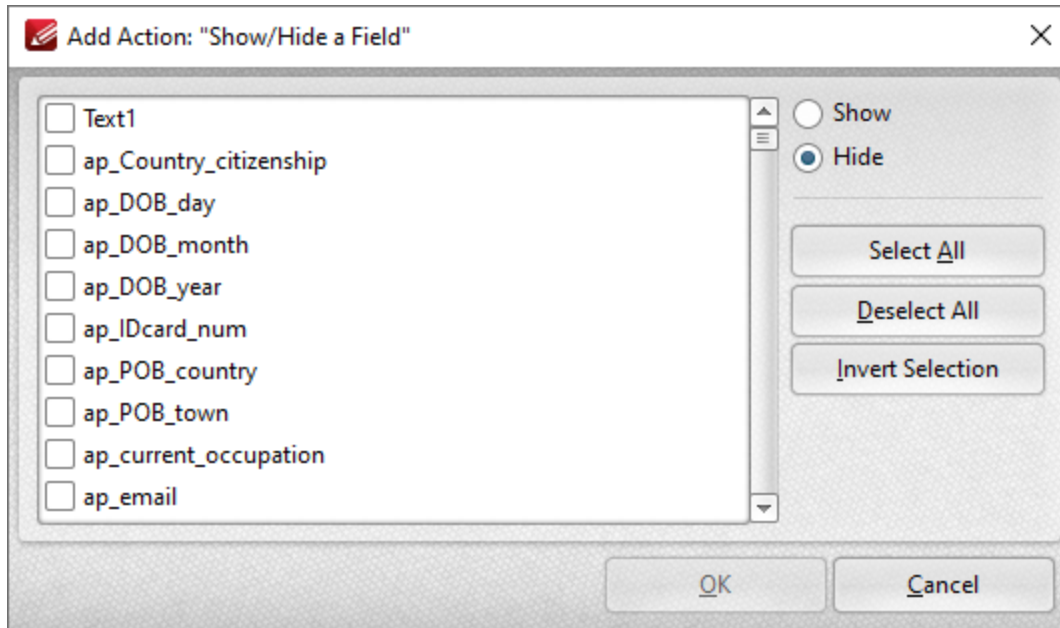 Add Action: "Show/Hide a Field"
Text1
ap_Country_citizenship
ap_DOB_day
ap_DOB_month
ap_DOB_year
ap_IDcard_num
ap_POB_country
ap_POB_town
ap_current_occupation
ap_email
Show
Hide
Select All
Deselect All
Invert Selection
OK
Cancel